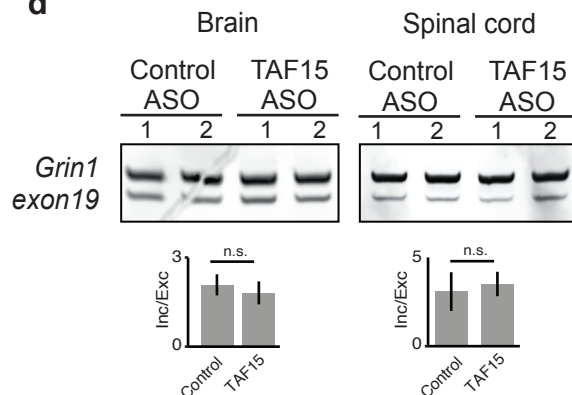 d
Brain Spinal cord
Control TAF15 Control TAF15
ASO ASO ASO ASO
1 2 1 2 1 2 1 2
Grin1
exon19
3 n.s. 5 n.s.
Inc/Exc Inc/Exc
0 0
Control TAF15 Control TAF15